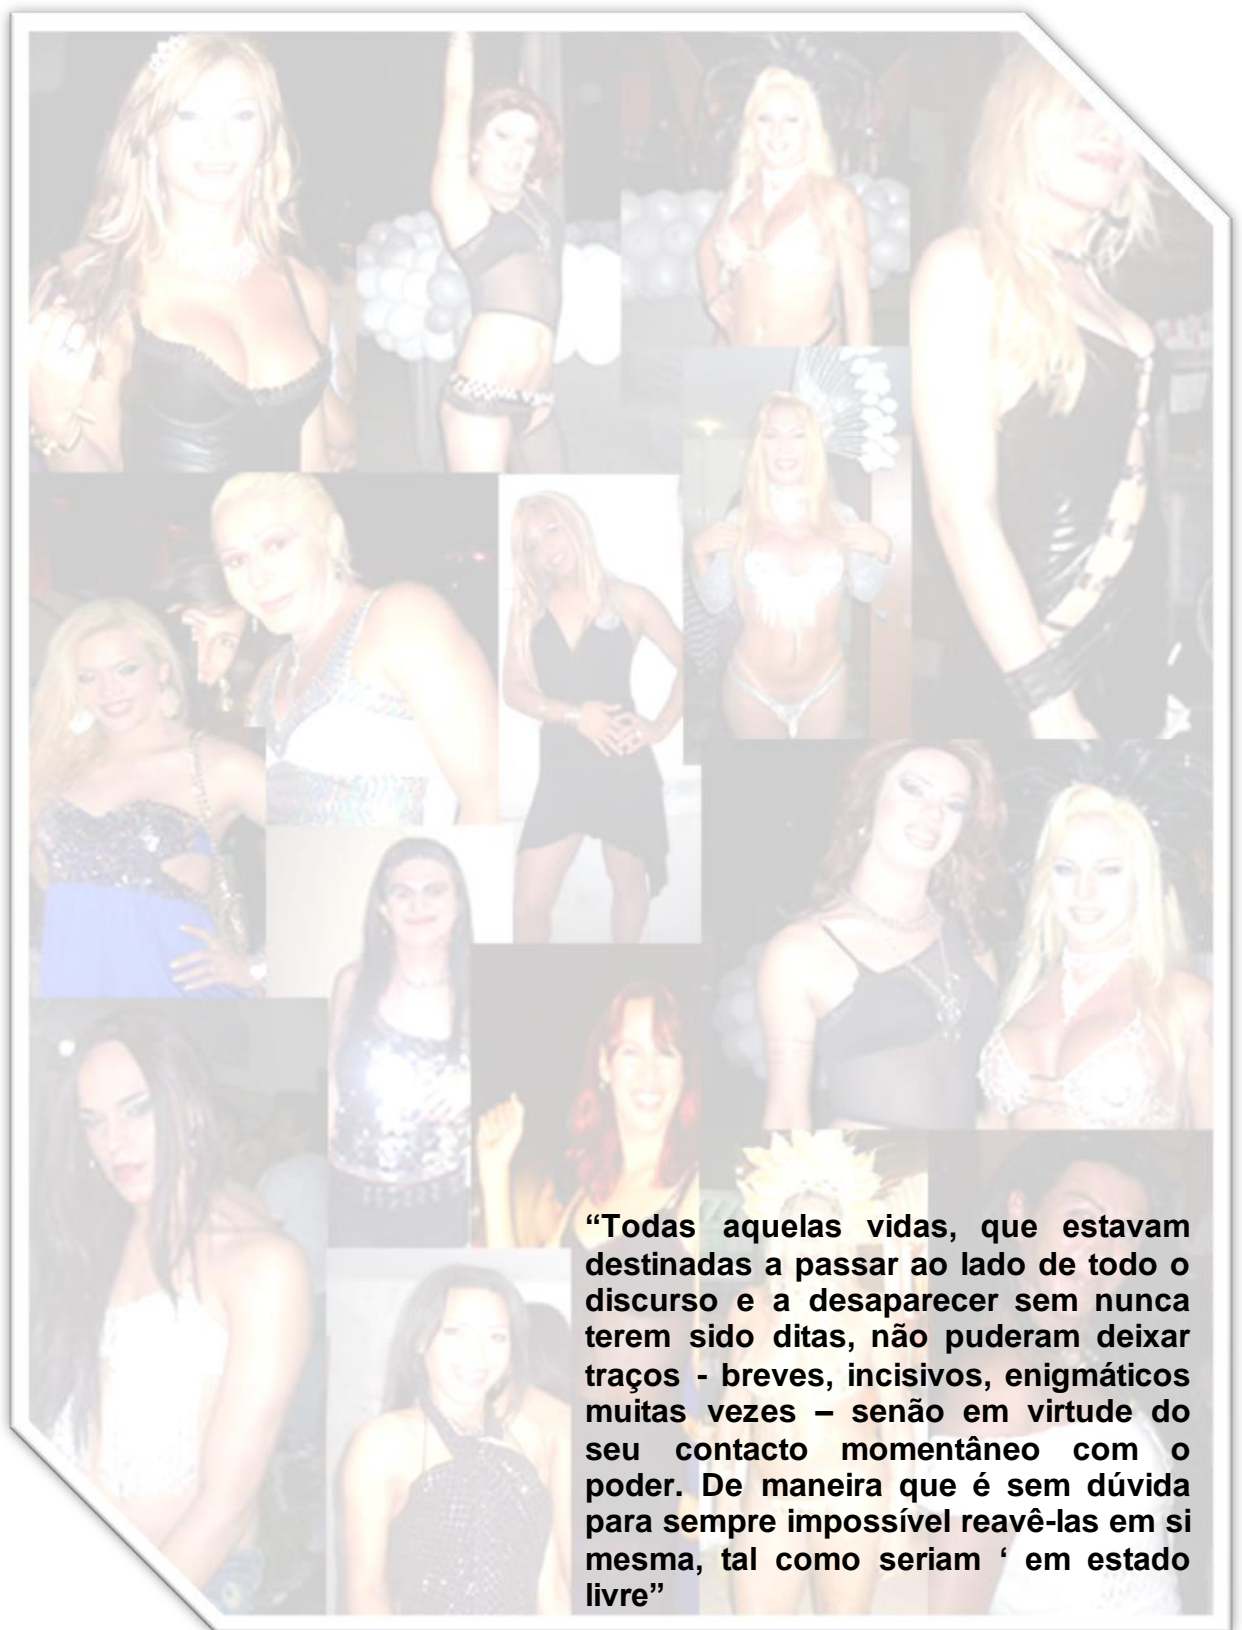 “Todas aquelas vidas, que estavam
destinadas a passar ao lado de todo o
discurso e a desaparecer sem nunca
terem sido ditas, não puderam deixar
traços - breves, incisivos, enigmáticos
muitas vezes – senão em virtude do
seu contacto momentâneo com o
poder. De maneira que é sem dúvida
para sempre impossível reavê-las em si
mesma, tal como seriam ‘ em estado
livre”